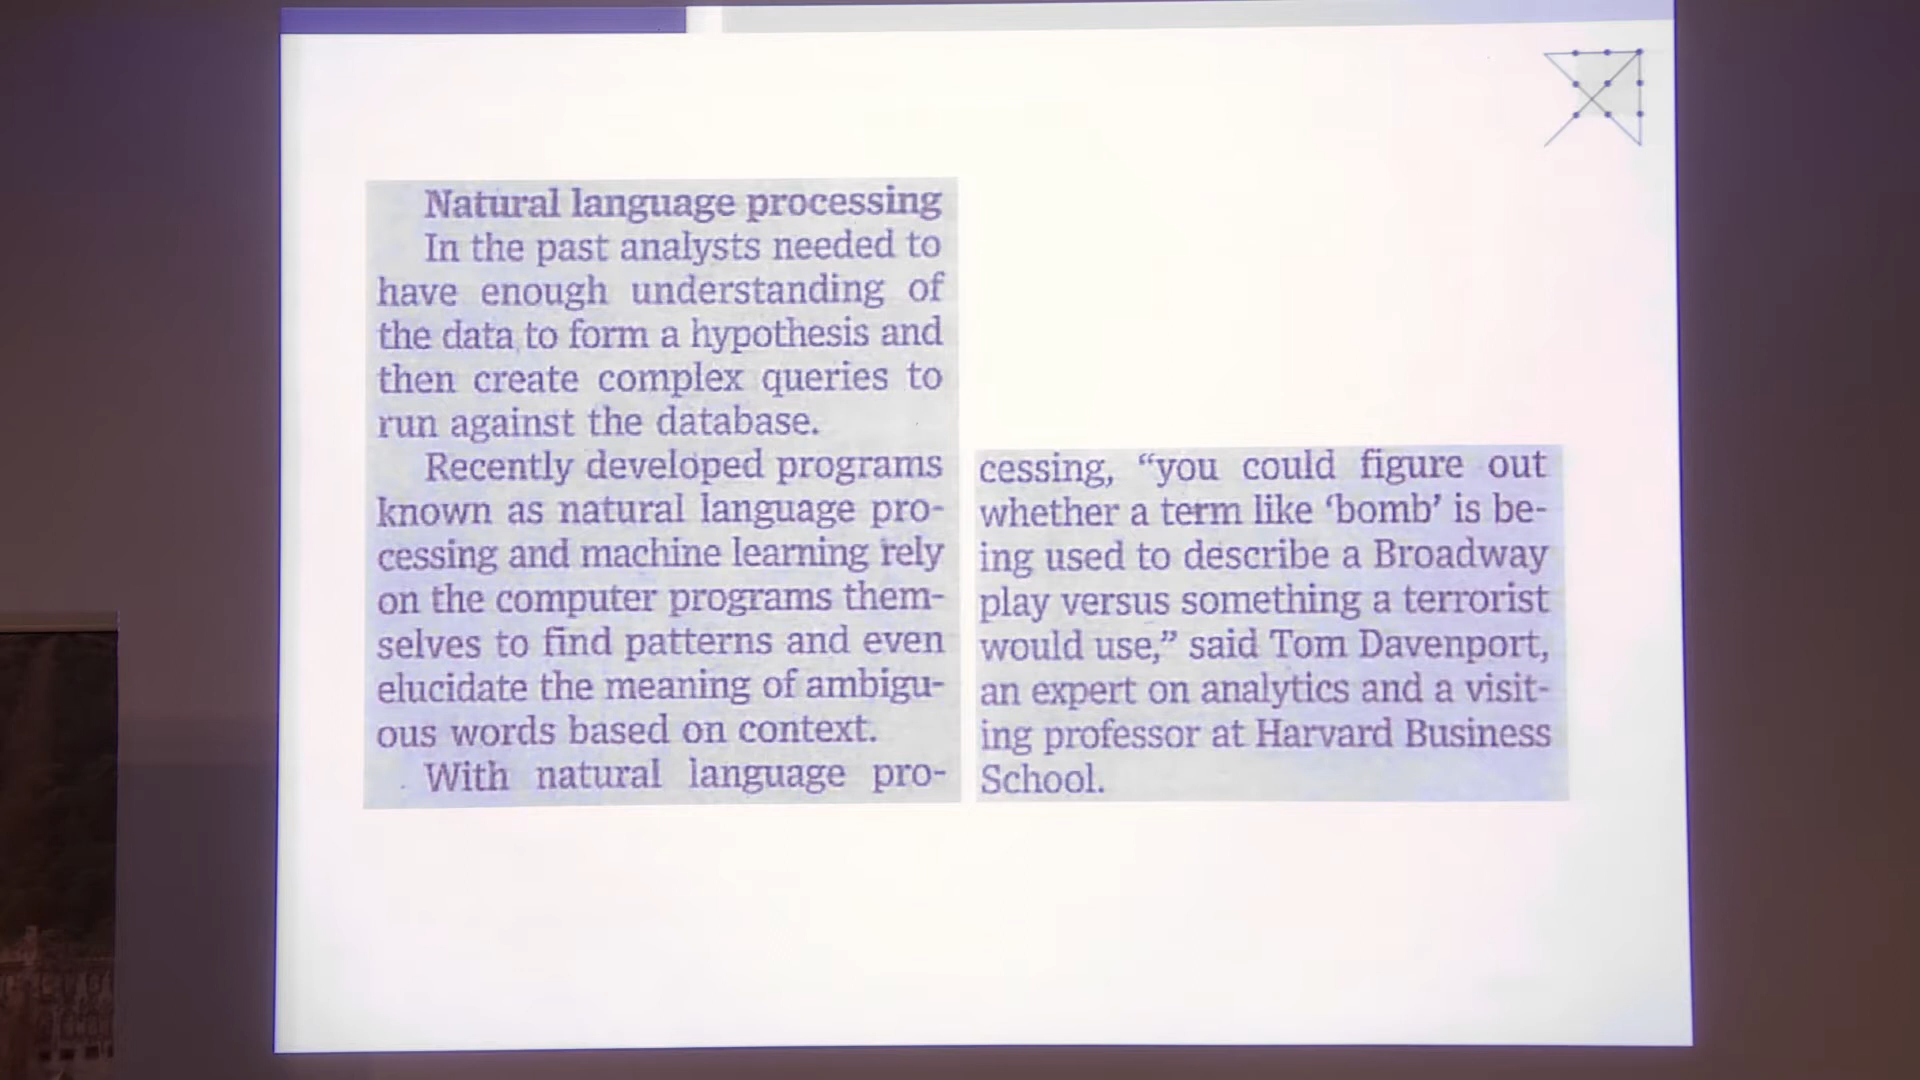 Natural language processing
In the past analysts needed to
have enough understanding of
the data to form a hypothesis and
then create complex queries to
run against the database.
Recently developed programs
known as natural language pro-
cessing and machine learning rely
on the computer programs them-
selves to find patterns and even
elucidate the meaning of ambigu-
ous words based on context.
With natural language pro-
cessing, “you could figure out
whether a term like ‘bomb’ is be-
ing used to describe a Broadway
play versus something a terrorist
would use,” said Tom Davenport,
an expert on analytics and a visit-
ing professor at Harvard Business
School.